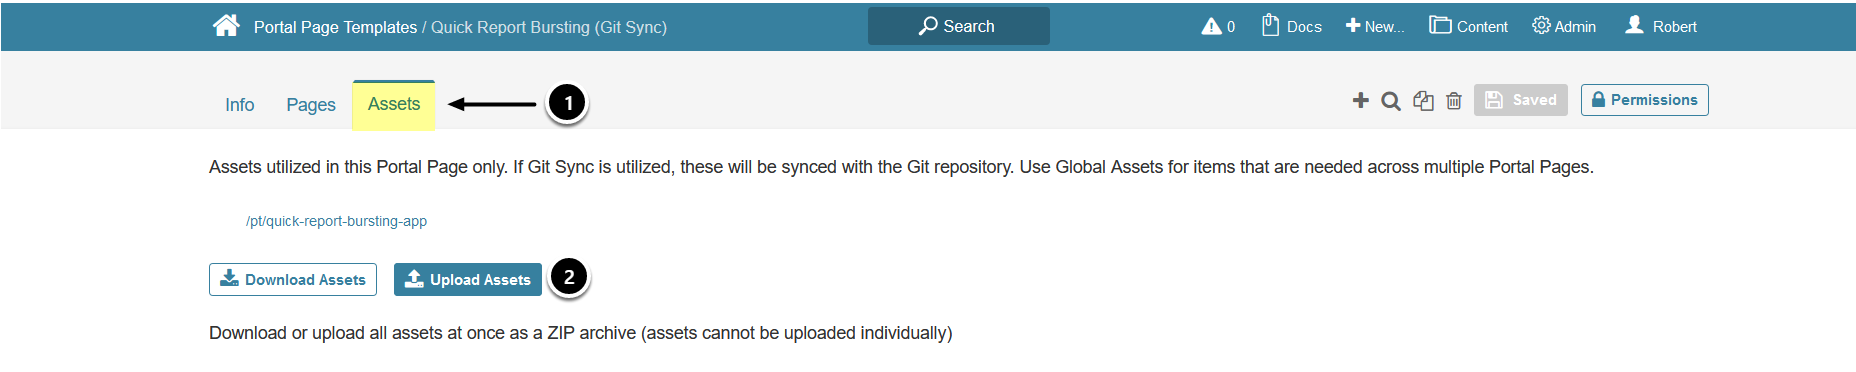 Portal Page Templates / Quick Report Bursting (Git Sync) Search 0 Docs New... Content Admin Robert
Info Pages Assets 1 Saved Permissions
Assets utilized in this Portal Page only. If Git Sync is utilized, these will be synced with the Git repository. Use Global Assets for items that are needed across multiple Portal Pages.
/pt/quick-report-bursting-app
Download Assets Upload Assets 2
Download or upload all assets at once as a ZIP archive (assets cannot be uploaded individually)